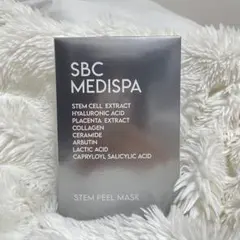 SBC
MEDISPA
STEM CELL EXTRACT
HYALURONIC ACID
PLACENTA EXTRACT
COLLAGEN
CERAMIDE
ARBUTIN
LACTIC ACID
CAPRYLOYL SALICYLIC ACID
STEM PEEL MASK